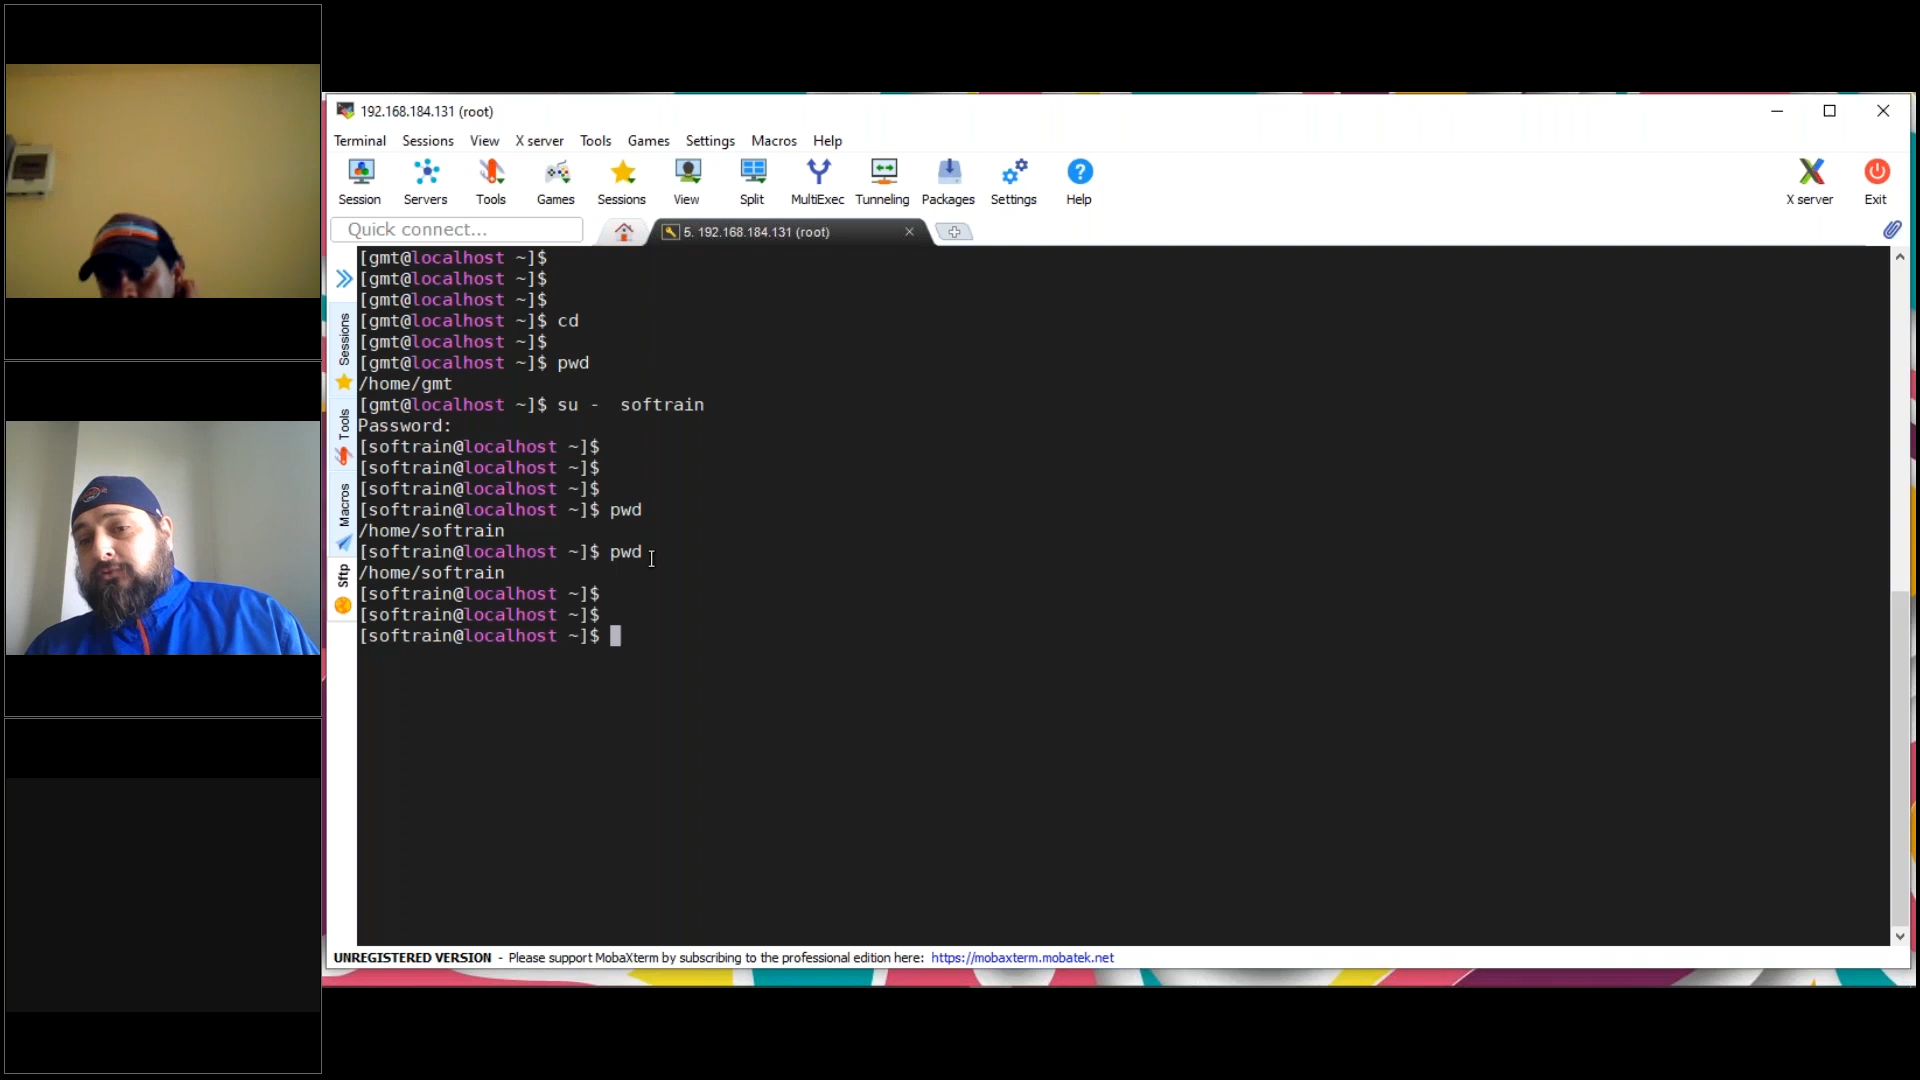 192.168.184.131 (root)
Terminal Sessions View X server Tools Games Settings Macros Help
Session Servers Tools Games Sessions View Split MultiExec Tunneling Packages Settings Help X server Exit
Quick connect...
5. 192.168.184.131 (root)
Sessions
Tools
Macros
Sftp
[gmt@localhost ~]$
[gmt@localhost ~]$
[gmt@localhost ~]$
[gmt@localhost ~]$ cd
[gmt@localhost ~]$
[gmt@localhost ~]$ pwd
/home/gmt
[gmt@localhost ~]$ su -  softrain
Password:
[softrain@localhost ~]$
[softrain@localhost ~]$
[softrain@localhost ~]$
[softrain@localhost ~]$ pwd
/home/softrain
[softrain@localhost ~]$ pwd
/home/softrain
[softrain@localhost ~]$
[softrain@localhost ~]$
[softrain@localhost ~]$
UNREGISTERED VERSION - Please support MobaXterm by subscribing to the professional edition here: https://mobaxterm.mobatek.net